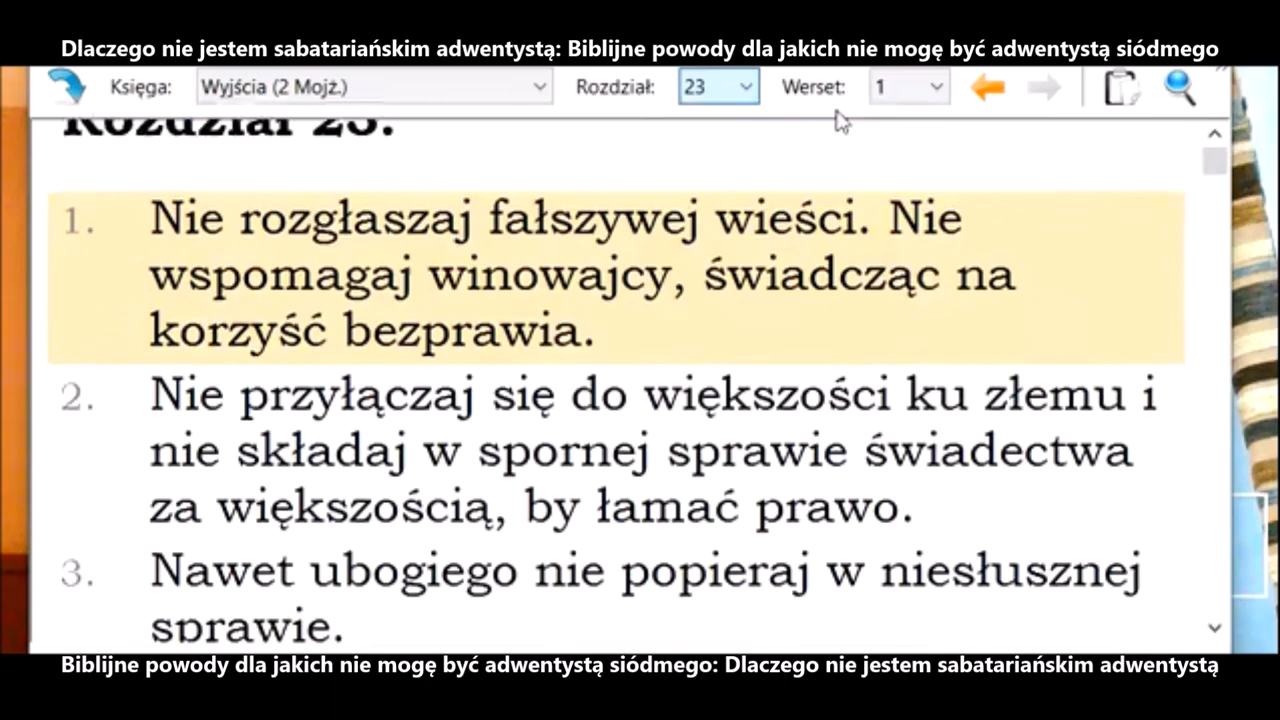 Dlaczego nie jestem sabatariańskim adwentystą: Biblijne powody dla jakich nie mogę być adwentystą siódmego
Księga: Wyjścia (2 Mojż.) Rozdział: 23 Werset: 1
Rozdział 23.
1. Nie rozgłaszaj fałszywej wieści. Nie
wspomagaj winowajcy, świadcząc na
korzyść bezprawia.
2. Nie przyłączaj się do większości ku złemu i
nie składaj w spornej sprawie świadectwa
za większością, by łamać prawo.
3. Nawet ubogiego nie popieraj w niesłusznej
sprawie.
Biblijne powody dla jakich nie mogę być adwentystą siódmego: Dlaczego nie jestem sabatariańskim adwentystą